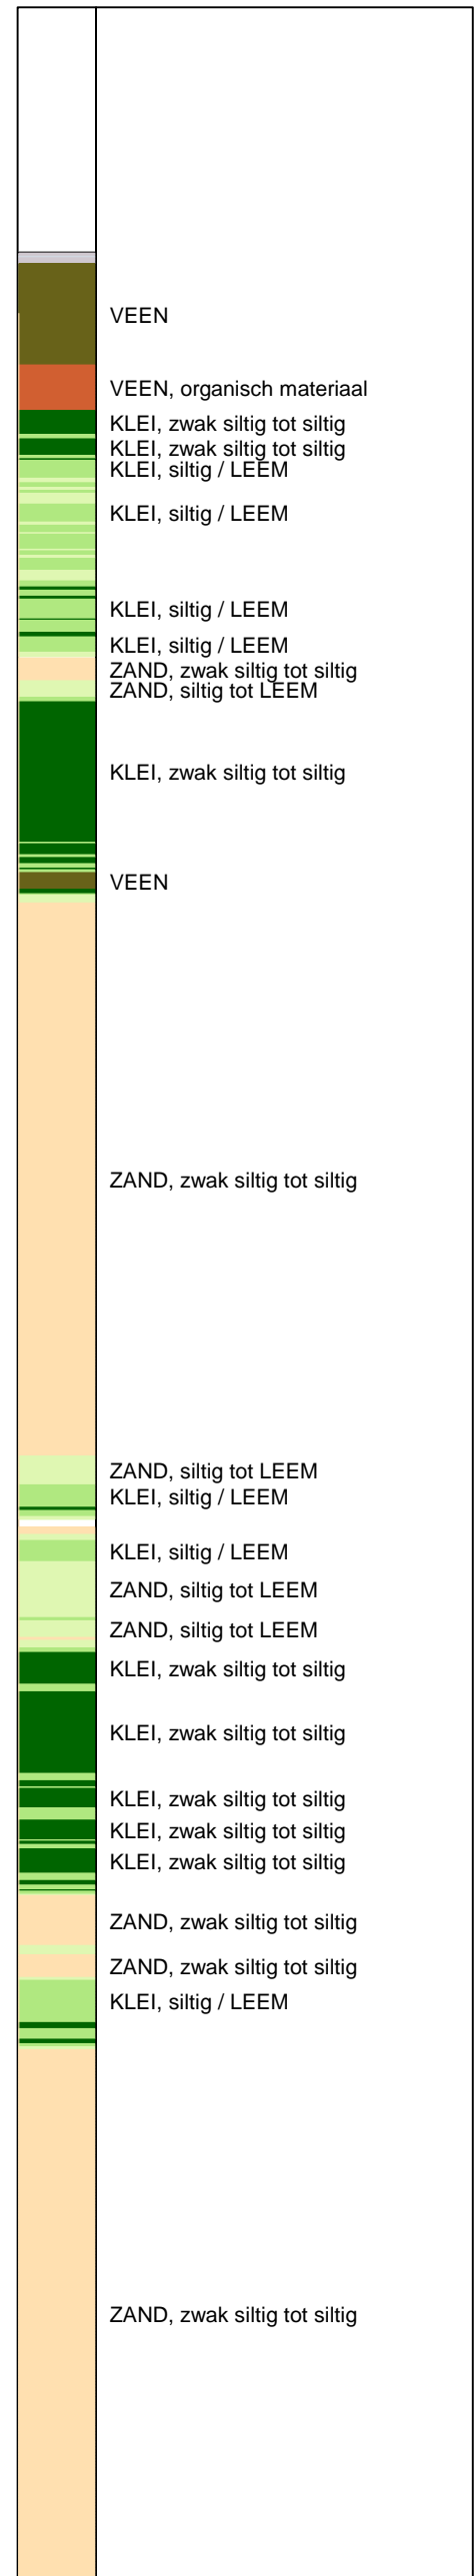 VEEN
VEEN, organisch materiaal
KLEI, zwak siltig tot siltig
KLEI, zwak siltig tot siltig
KLEI, siltig / LEEM
KLEI, siltig / LEEM
KLEI, siltig / LEEM
KLEI, siltig / LEEM
ZAND, zwak siltig tot siltig
ZAND, siltig tot LEEM
KLEI, zwak siltig tot siltig
VEEN
ZAND, zwak siltig tot siltig
ZAND, siltig tot LEEM
KLEI, siltig / LEEM
KLEI, siltig / LEEM
ZAND, siltig tot LEEM
ZAND, siltig tot LEEM
KLEI, zwak siltig tot siltig
KLEI, zwak siltig tot siltig
KLEI, zwak siltig tot siltig
KLEI, zwak siltig tot siltig
KLEI, zwak siltig tot siltig
ZAND, zwak siltig tot siltig
ZAND, zwak siltig tot siltig
KLEI, siltig / LEEM
ZAND, zwak siltig tot siltig